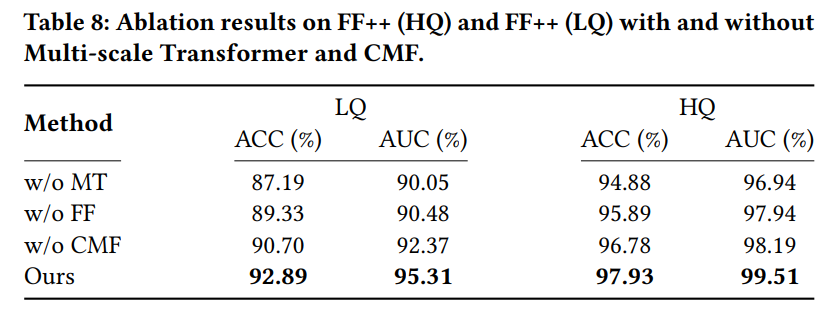 Table 8: Ablation results on FF++ (HQ) and FF++ (LQ) with and without
Multi-scale Transformer and CMF.
Method LQ HQ
ACC (%) AUC (%) ACC (%) AUC (%)
w/o MT 87.19 90.05 94.88 96.94
w/o FF 89.33 90.48 95.89 97.94
w/o CMF 90.70 92.37 96.78 98.19
Ours 92.89 95.31 97.93 99.51